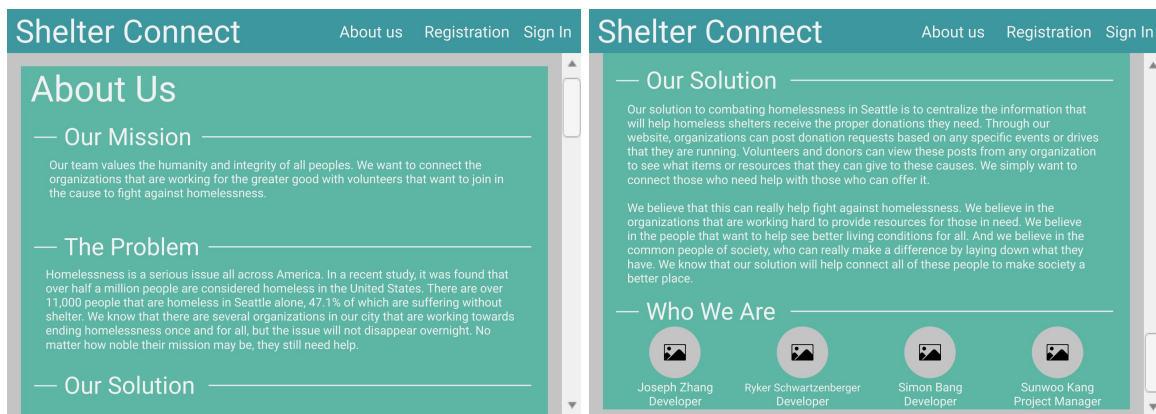 Shelter Connect
About us
Registration
Sign In
About Us
Our Mission
Our team values the humanity and integrity of all peoples. We want to connect the
organizations that are working for the greater good with volunteers that want to join in
the cause to fight against homelessness.
The Problem
Homelessness is a serious issue all across America. In a recent study, it was found that
over half a million people are considered homeless in the United States. There are over
11,000 people that are homeless in Seattle alone, 47.1% of which are suffering without
shelter. We know that there are several organizations in our city that are working towards
ending homelessness once and for all, but the issue will not disappear overnight. No
matter how noble their mission may be, they still need help.
Our Solution
Shelter Connect
About us
Registration
Sign In
Our Solution
Our solution to combating homelessness in Seattle is to centralize the information that
will help homeless shelters receive the proper donations they need. Through our
website, organizations can post donation requests based on any specific events or drives
that they are running. Volunteers and donors can view these posts from any organization
to see what items or resources that they can give to these causes. We simply want to
connect those who need help with those who can offer it.
We believe that this can really help fight against homelessness. We believe in the
organizations that are working hard to provide resources for those in need. We believe
in the people that want to help see better living conditions for all. And we believe in the
common people of society, who can really make a difference by laying down what they
have. We know that our solution will help connect all of these people to make society a
better place.
Who We Are
Joseph Zhang
Developer
Ryker Schwartzenberger
Developer
Simon Bang
Developer
Sunwoo Kang
Project Manager